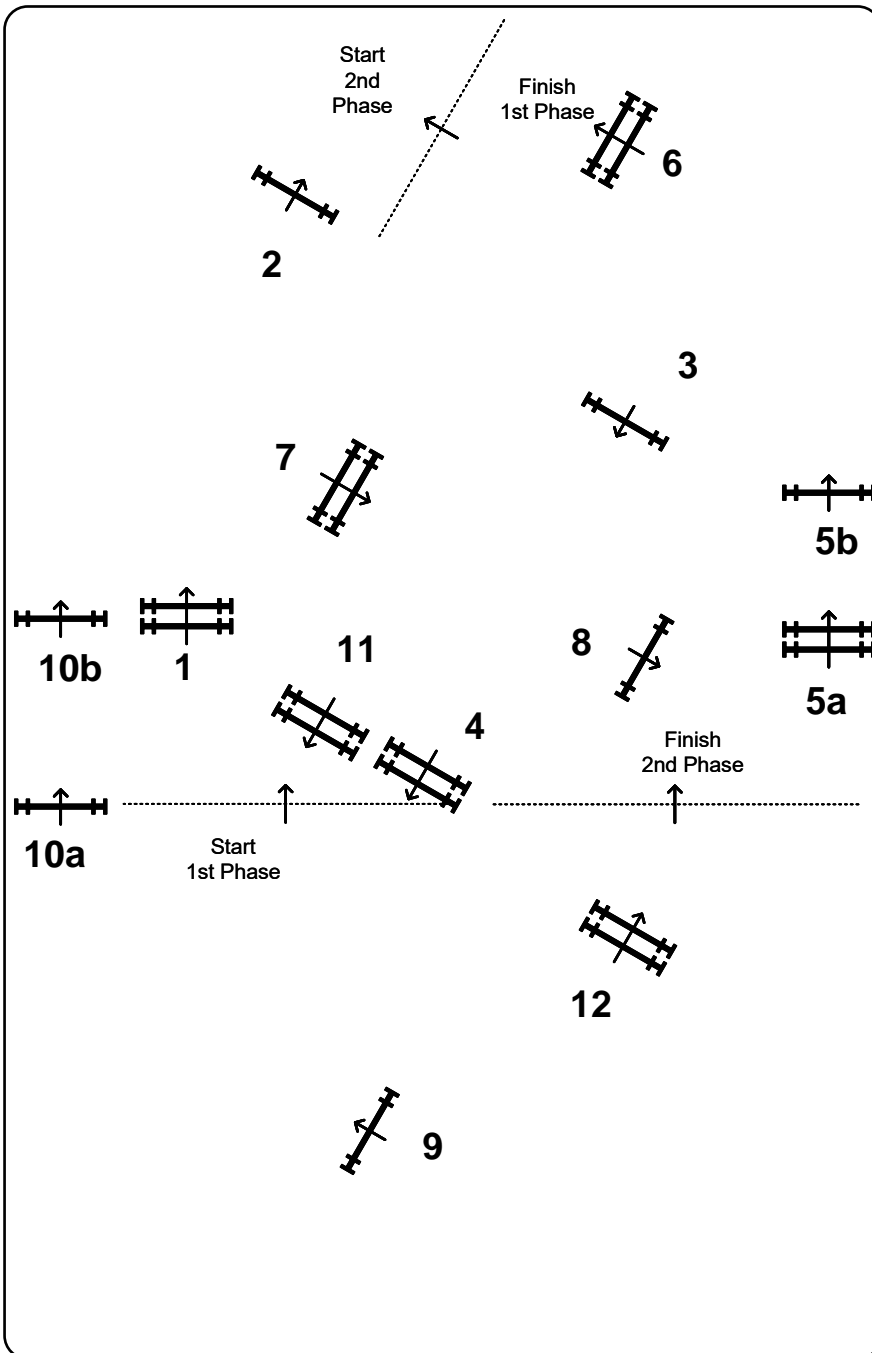 Start
2nd
Phase
Finish
1st Phase
6
2
3
7
5b
10b
1
11
8
5a
4
Finish
2nd Phase
10a
Start
1st Phase
12
9